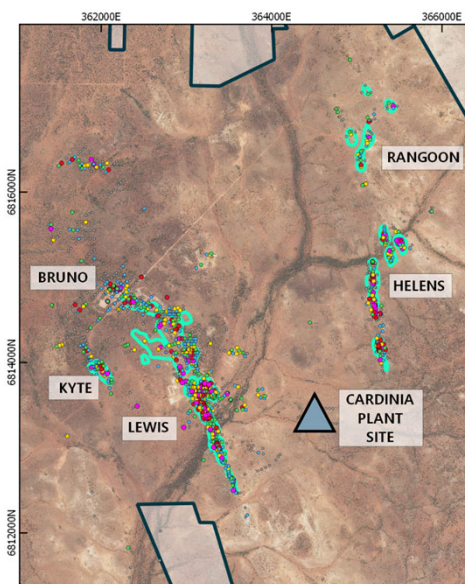 362000E
364000E
366000E
6816000N
RANGOON
BRUNO
HELENS
6814000N
KYTE
LEWIS
CARDINIA
PLANT
SITE
6812000N